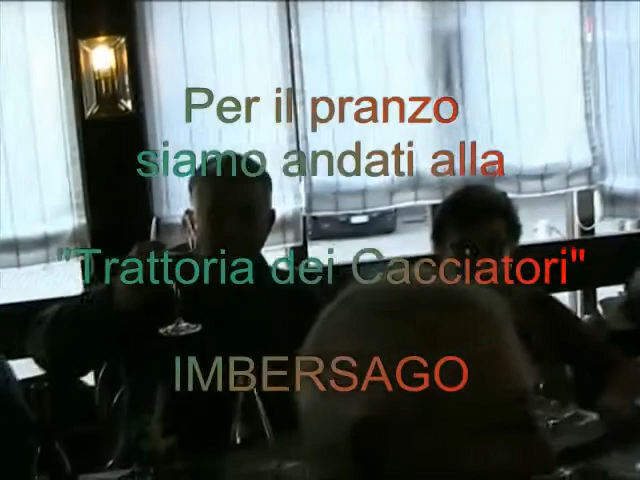 Per il pranzo
siamo andati alla
"Trattoria dei Cacciatori"
IMBERSAGO